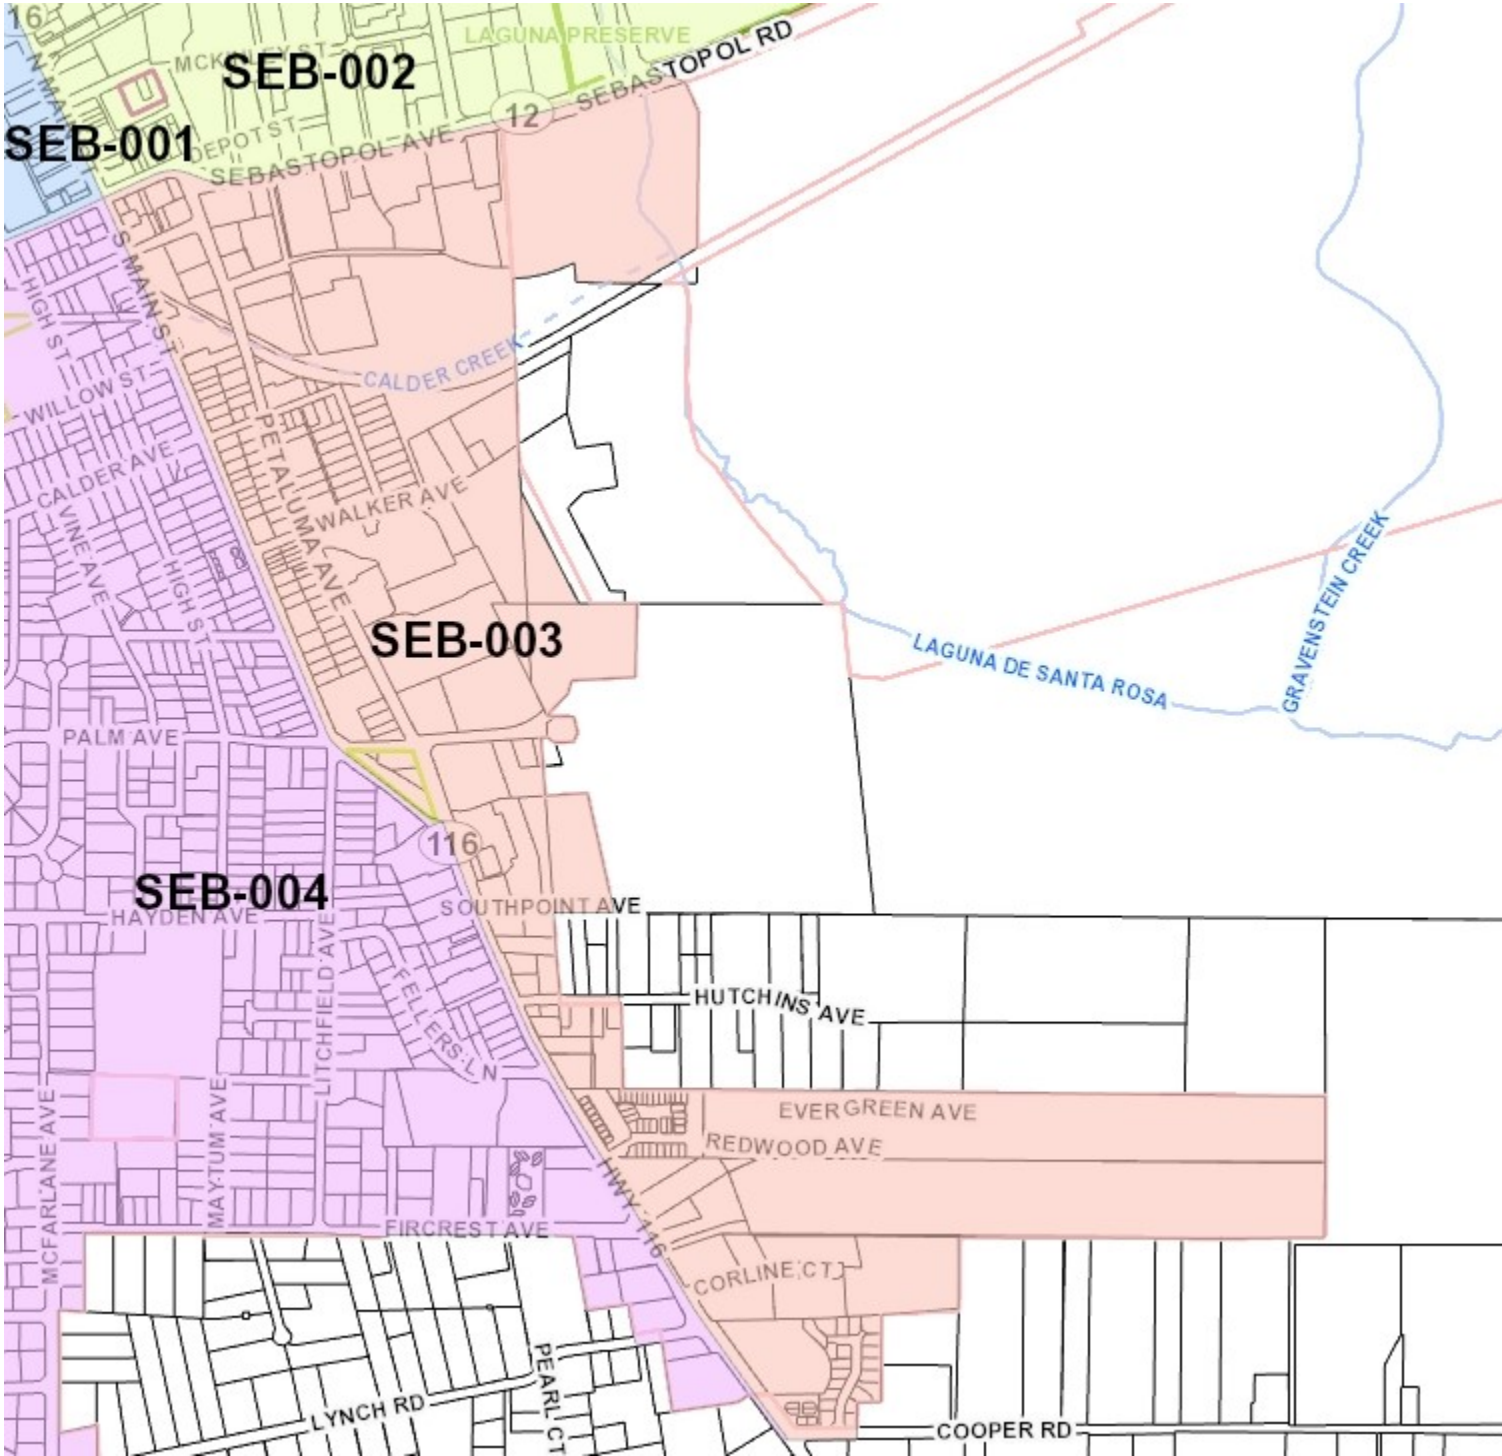 16
N MAIN ST
MCKINLEY ST
LAGUNA PRESERVE
SEB-002
SEBASTOPOL RD
12
SEB-001
DEPOT ST
SEBASTOPOL AVE
S MAIN ST
HIGH ST
CALDER CREEK
WILLOW ST
PETALUMA AVE
CALDER AVE
WALKER AVE
VINE AVE
HIGH ST
GRAVENSTEIN CREEK
SEB-003
LAGUNA DE SANTA ROSA
PALM AVE
116
SEB-004
HAYDEN AVE
SOUTHPOINT AVE
LITCHFIELD AVE
FELLERS LN
HUTCHINS AVE
EVERGREEN AVE
REDWOOD AVE
MCFARLANE AVE
MAYTUM AVE
HWY 116
FIRCREST AVE
CORLINE CT
PEARL CT
LYNCH RD
COOPER RD